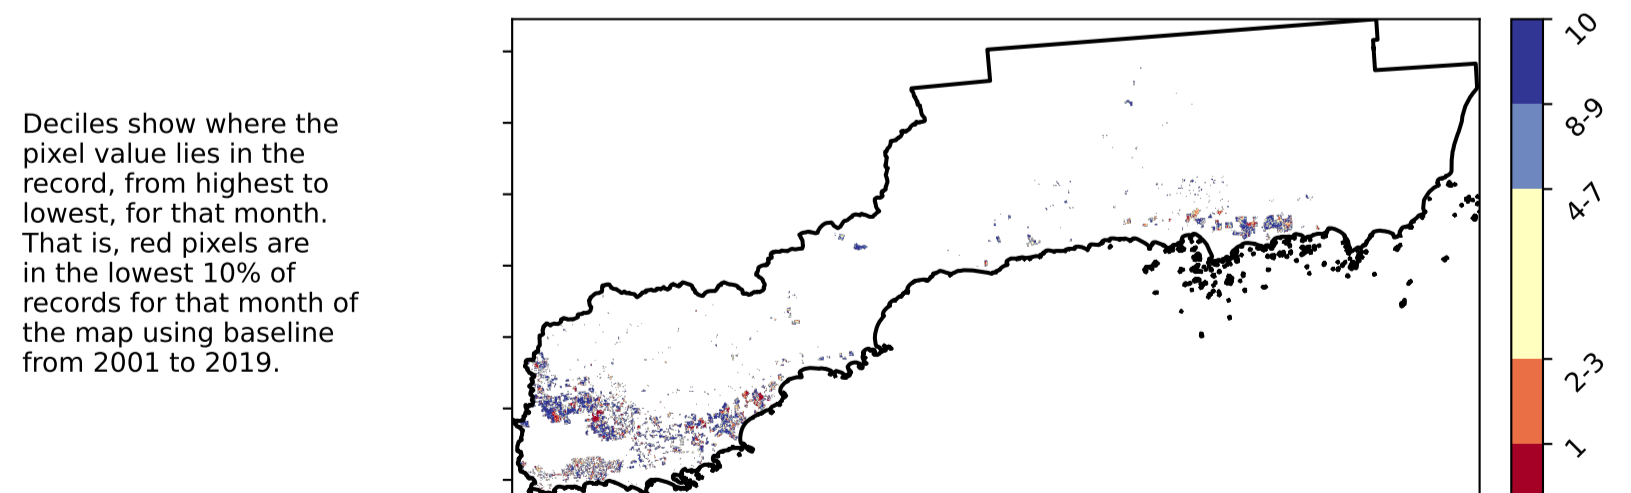 Deciles show where the
pixel value lies in the
record, from highest to
lowest, for that month.
That is, red pixels are
in the lowest 10% of
records for that month of
the map using baseline
from 2001 to 2019.
10
8-9
4-7
2-3
1